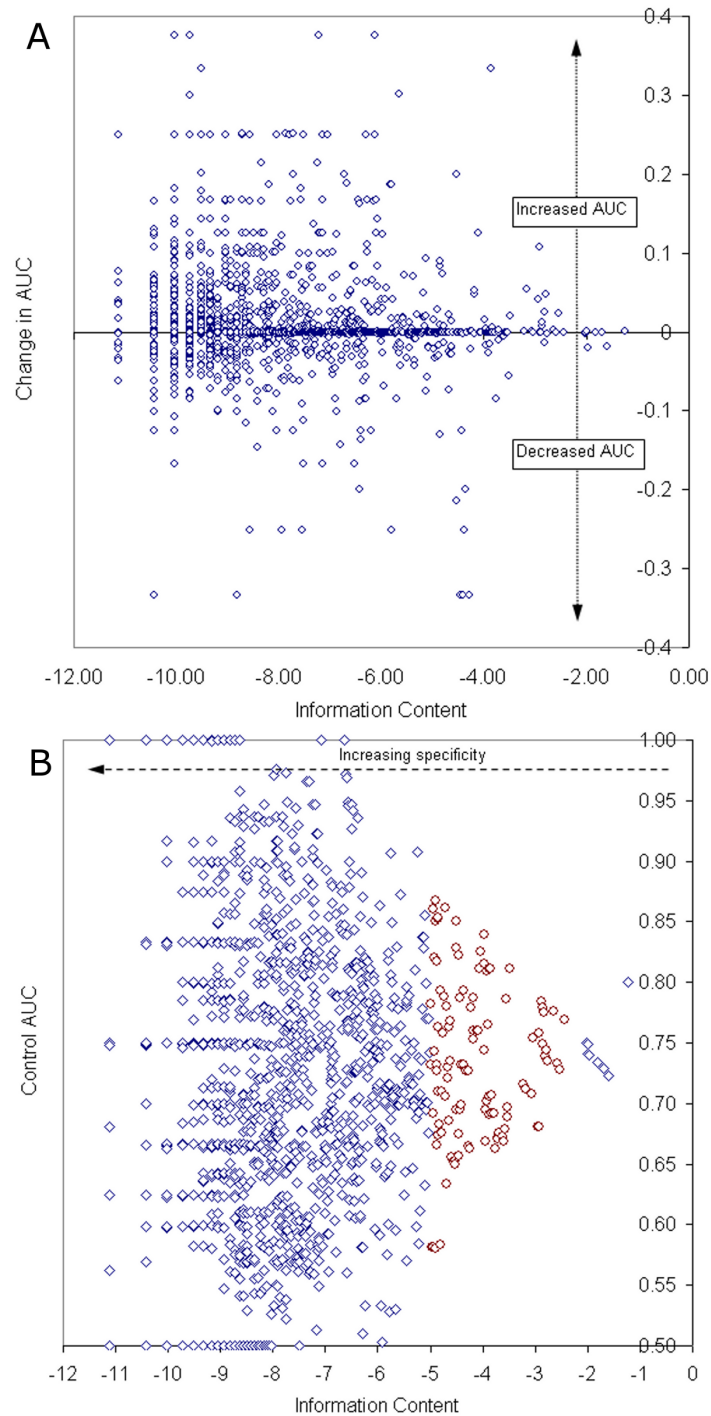 A
0.4
0.3
0.2
Increased AUC
0.1
Change in AUC
0
-0.1
Decreased AUC
-0.2
-0.3
-0.4
-12.00 -10.00 -8.00 -6.00 -4.00 -2.00 0.00
Information Content
B
1.00
Increasing specificity
0.95
0.90
0.85
0.80
Control AUC
0.75
0.70
0.65
0.60
0.55
0.50
-12 -11 -10 -9 -8 -7 -6 -5 -4 -3 -2 -1 0
Information Content